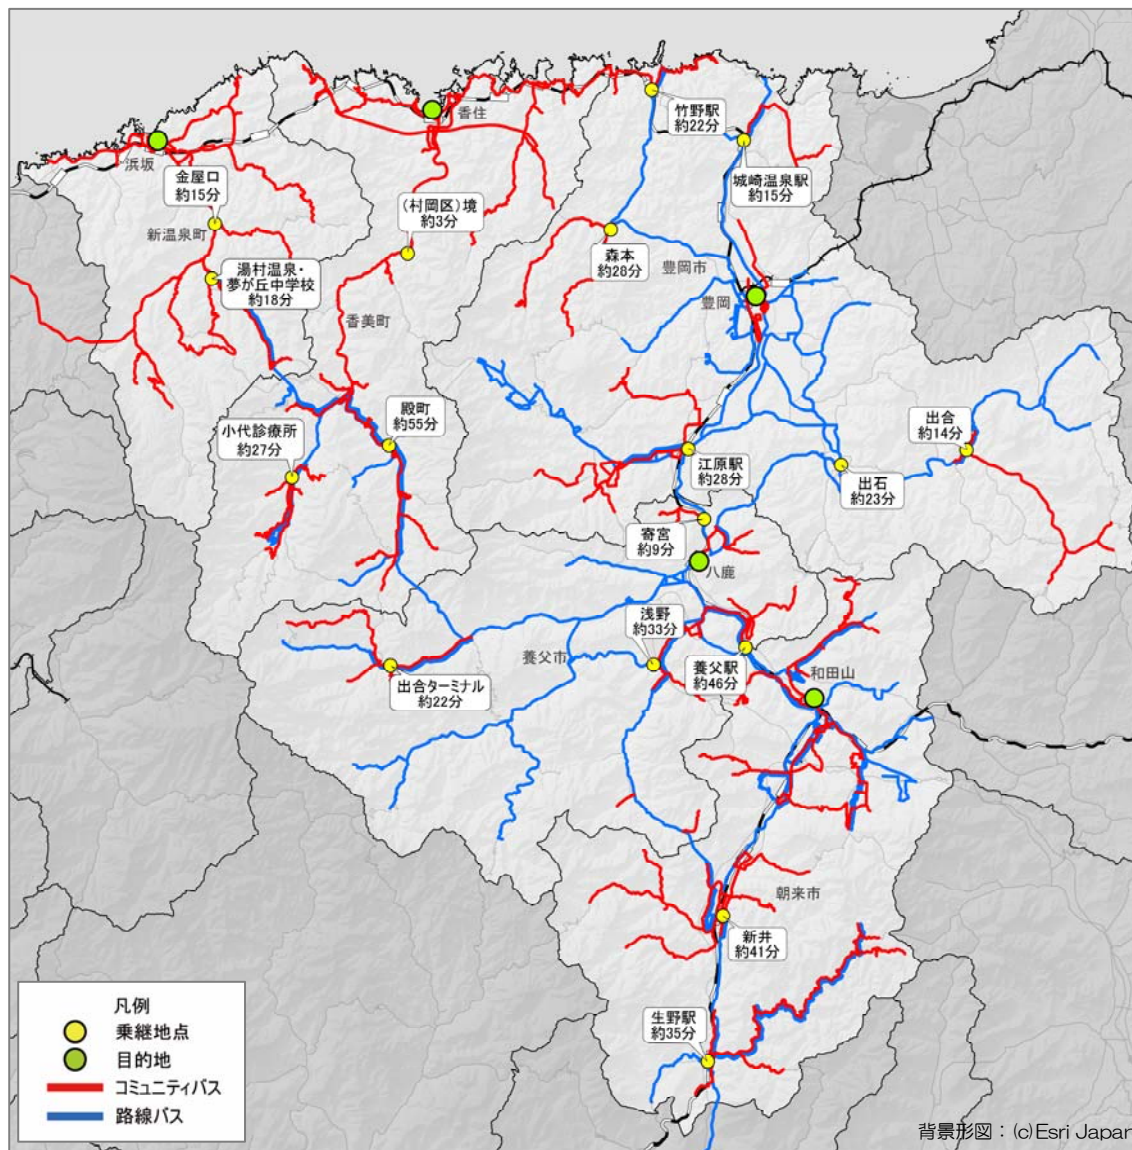 竹野駅
約22分
香住
城崎温泉駅
約15分
浜坂
金屋口
約15分
(村岡区)境
約3分
新温泉町
森本
約28分
豊岡市
湯村温泉・
夢が丘中学校
約18分
豊岡
香美町
殿町
約55分
小代診療所
約27分
出合
約14分
江原駅
約28分
出石
約23分
寄宮
約9分
八鹿
浅野
約33分
養父市
養父駅
約46分
和田山
出合ターミナル
約22分
朝来市
新井
約41分
生野駅
約35分
凡例
乗継地点
目的地
コミュニティバス
路線バス
背景形図:(c)Esri Japan